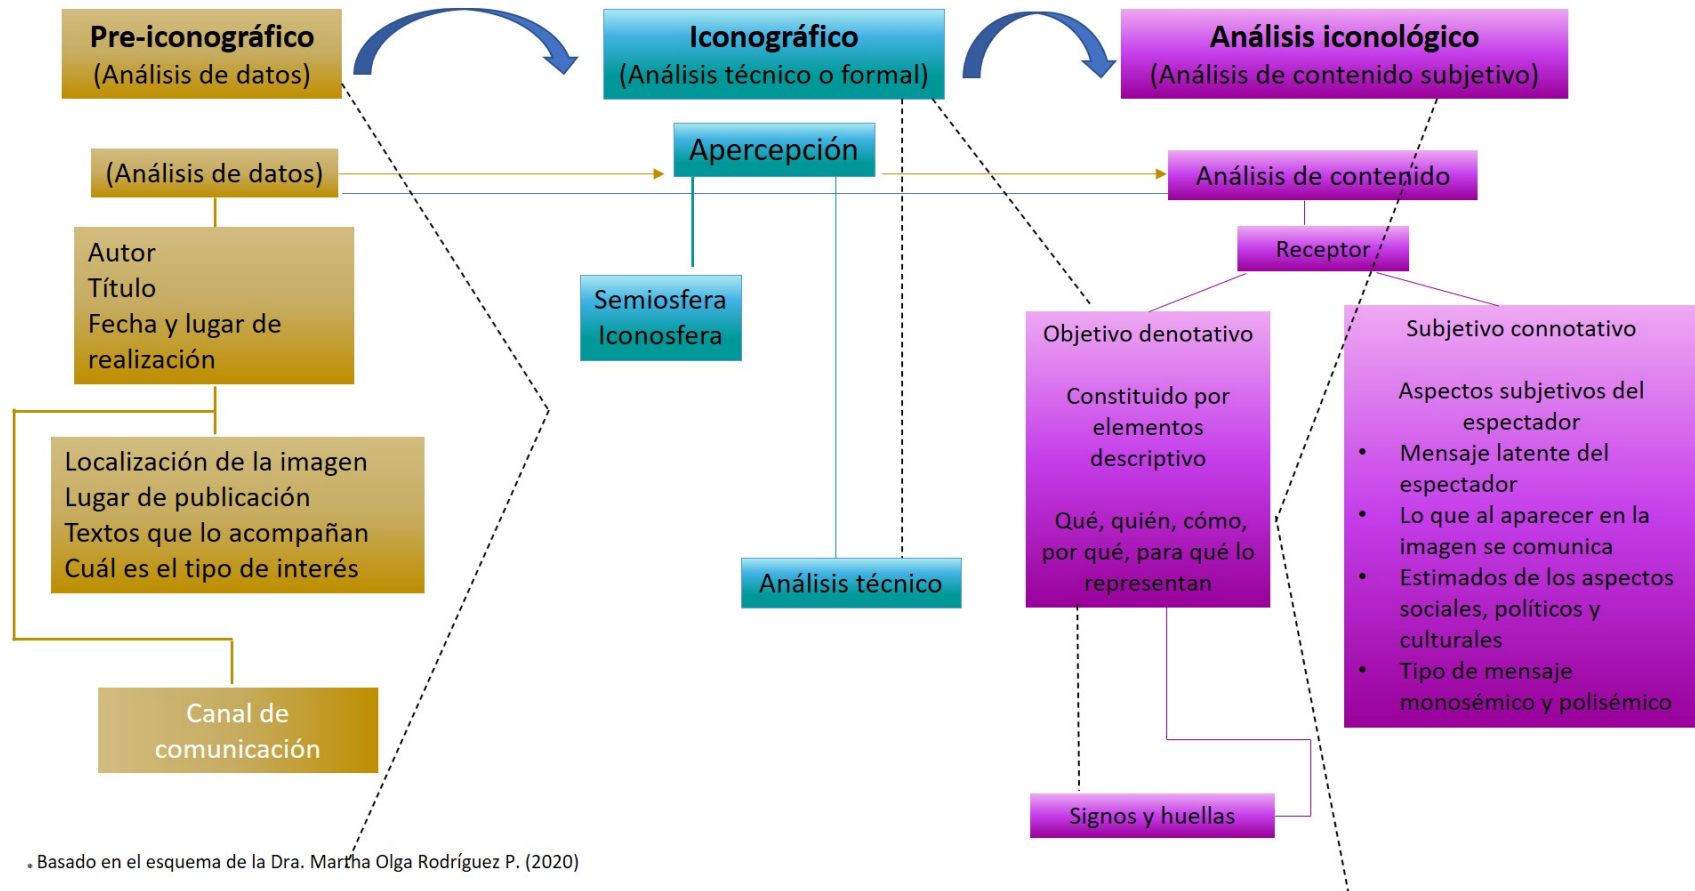 Pre-iconográfico
(Análisis de datos)
Iconográfico
(Análisis técnico o formal)
Análisis iconológico
(Análisis de contenido subjetivo)
(Análisis de datos)
Apercepción
Análisis de contenido
Autor
Título
Fecha y lugar de
realización
Semiosfera
Iconosfera
Receptor
Objetivo denotativo
Constituido por
elementos
descriptivo
Qué, quién, cómo,
por qué, para qué lo
representan
Subjetivo connotativo
Aspectos subjetivos del
espectador
• Mensaje latente del
espectador
• Lo que al aparecer en la
imagen se comunica
• Estimados de los aspectos
sociales, políticos y
culturales
• Tipo de mensaje
monosémico y polisémico
Localización de la imagen
Lugar de publicación
Textos que lo acompañan
Cuál es el tipo de interés
Análisis técnico
Canal de
comunicación
Signos y huellas
* Basado en el esquema de la Dra. Martha Olga Rodríguez P. (2020)